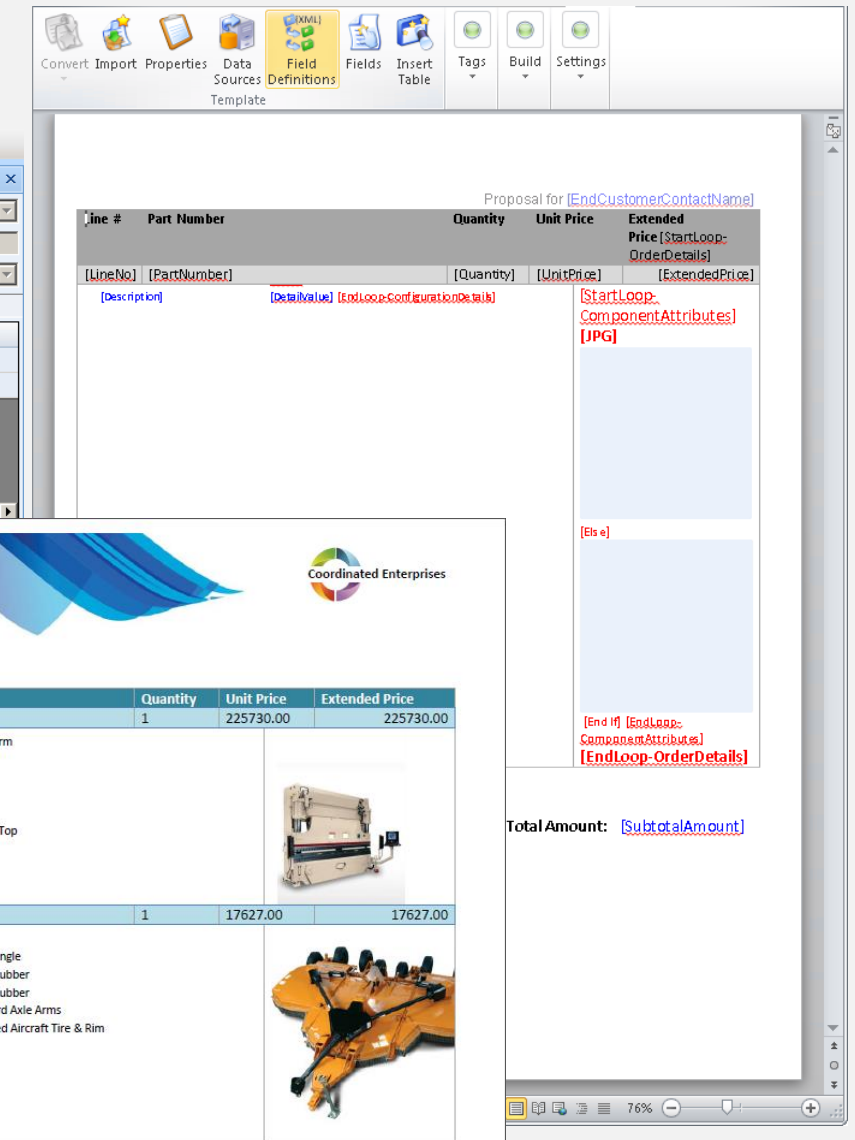 (XML)
Convert Import Properties Data Sources Field Definitions Fields Insert Table Tags Build Settings
Template
Proposal for [EndCustomerContactName]
Line # Part Number Quantity Unit Price Extended
Price [StartLoop-
OrderDetails]
[LineNo] [PartNumber] [Quantity] [UnitPrice] [ExtendedPrice]
[Description] [DetailValue] [EndLoop-ConfigurationDetails]
[StartLoop-
ComponentAttributes]
[JPG]
[Else]
[End If] [EndLoop-
ComponentAttributes]
[EndLoop-OrderDetails]
Total Amount: [SubtotalAmount]
76%
Coordinated Enterprises
Quantity Unit Price Extended Price
1 225730.00 225730.00
rm
Top
1 17627.00 17627.00
ngle
ubber
ubber
rd Axle Arms
ed Aircraft Tire & Rim